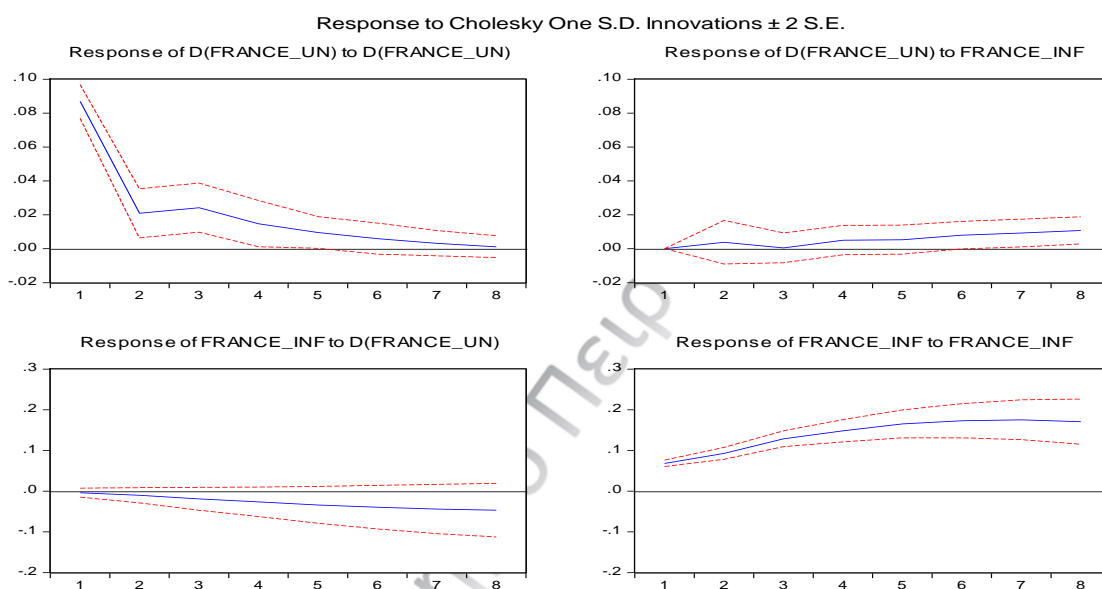 Response to Cholesky One S.D. Innovations ± 2 S.E.
Response of D(FRANCE_UN) to D(FRANCE_UN)
.10
.08
.06
.04
.02
.00
-.02
1 2 3 4 5 6 7 8
Response of D(FRANCE_UN) to FRANCE_INF
.10
.08
.06
.04
.02
.00
-.02
1 2 3 4 5 6 7 8
Response of FRANCE_INF to D(FRANCE_UN)
.3
.2
.1
.0
-.1
-.2
1 2 3 4 5 6 7 8
Response of FRANCE_INF to FRANCE_INF
.3
.2
.1
.0
-.1
-.2
1 2 3 4 5 6 7 8
Πειρ